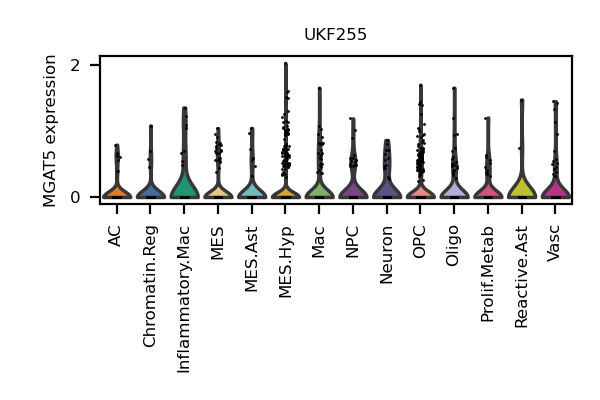 UKF255
MGAT5 expression
2
0
AC
Chromatin.Reg
Inflammatory.Mac
MES
MES.Ast
MES.Hyp
Mac
NPC
Neuron
OPC
Oligo
Prolif.Metab
Reactive.Ast
Vasc